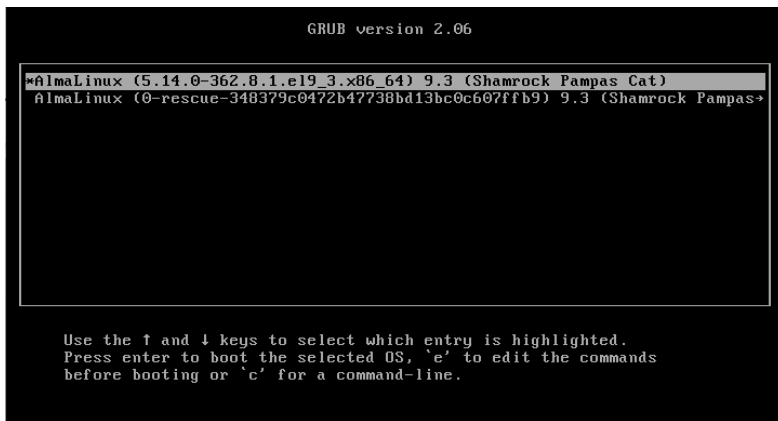 GRUB version 2.06
*AlmaLinux (5.14.0-362.8.1.el9_3.x86_64) 9.3 (Shamrock Pampas Cat)
AlmaLinux (0-rescue-348379c0472b47738bd13bc0c607ffb9) 9.3 (Shamrock Pampas→
Use the ↑ and ↓ keys to select which entry is highlighted.
Press enter to boot the selected OS, `e' to edit the commands
before booting or `c' for a command-line.